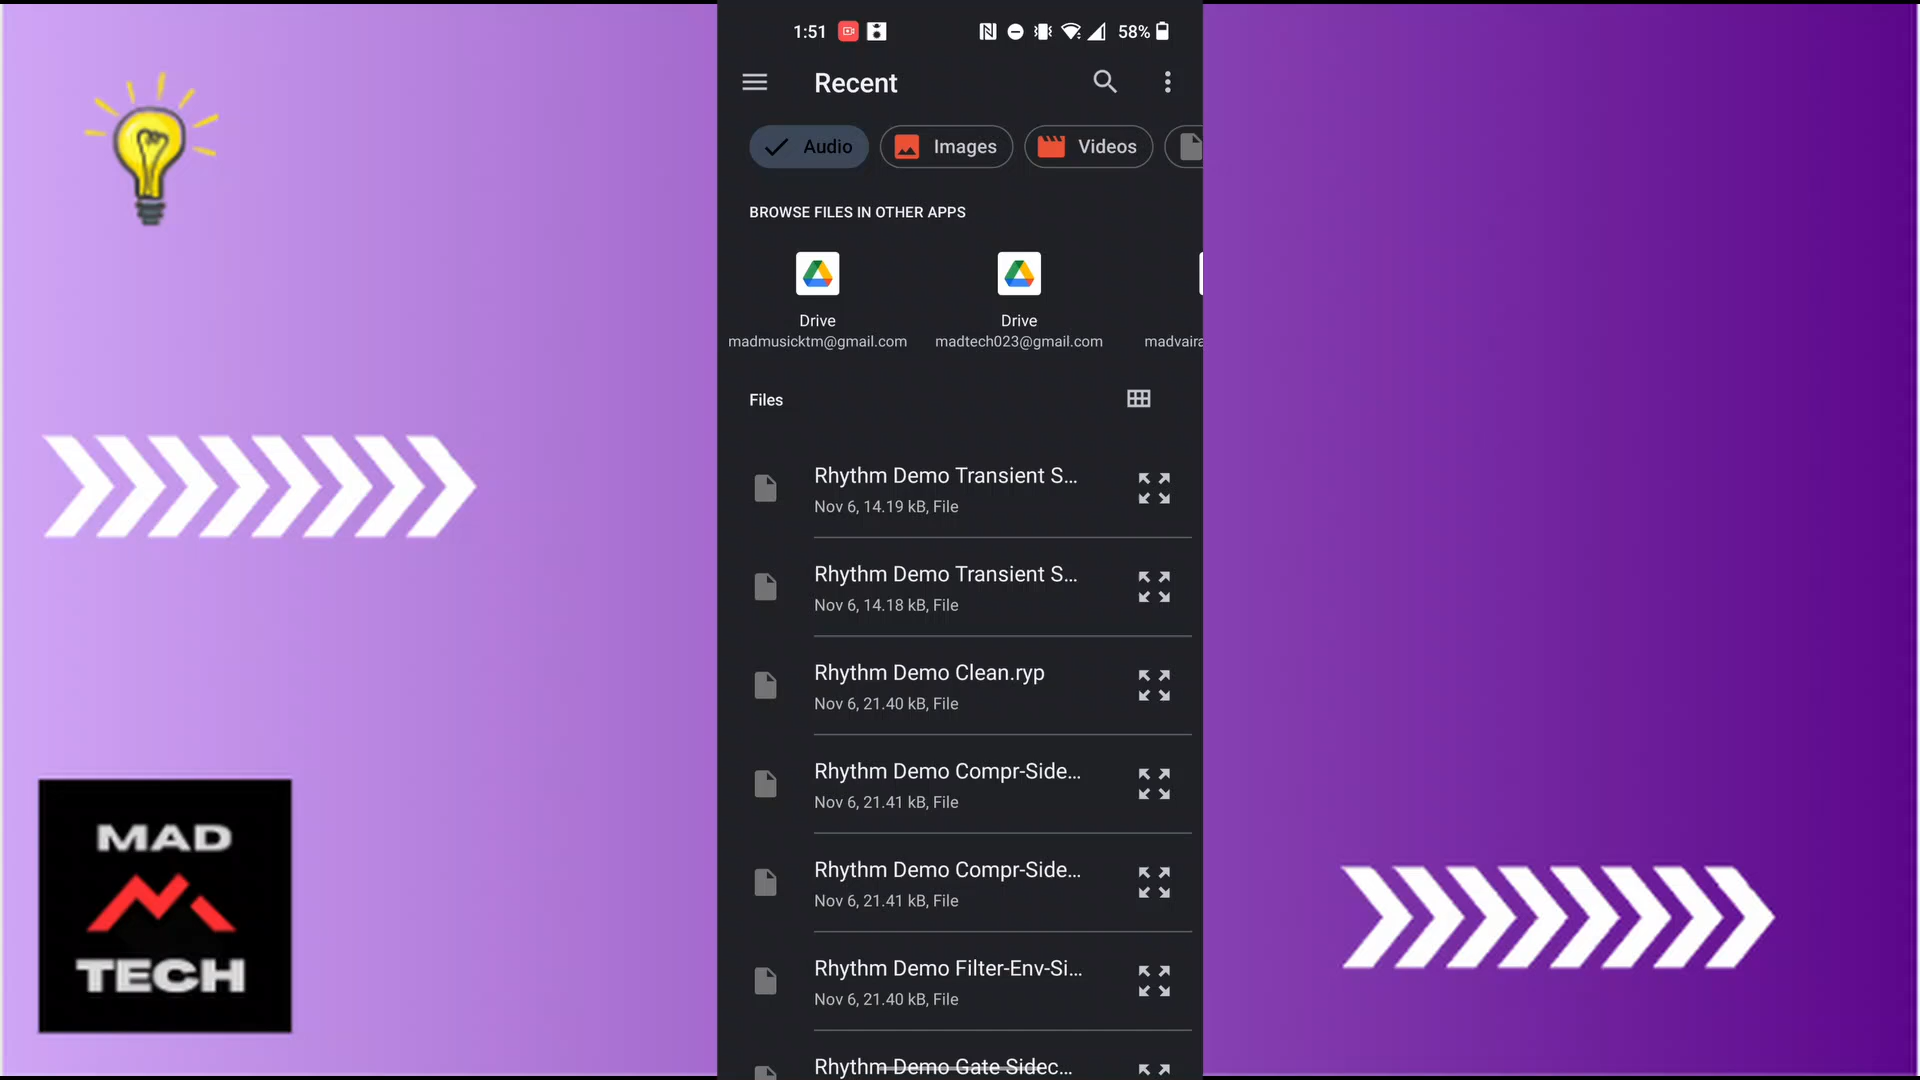 1:51
58%
Recent
Audio
Images
Videos
BROWSE FILES IN OTHER APPS
Drive
madmusicktm@gmail.com
Drive
madtech023@gmail.com
madvaira
Files
Rhythm Demo Transient S...
Nov 6, 14.19 kB, File
Rhythm Demo Transient S...
Nov 6, 14.18 kB, File
Rhythm Demo Clean.ryp
Nov 6, 21.40 kB, File
Rhythm Demo Compr-Side...
Nov 6, 21.41 kB, File
Rhythm Demo Compr-Side...
Nov 6, 21.41 kB, File
Rhythm Demo Filter-Env-Si...
Nov 6, 21.40 kB, File
Rhythm Demo Gate Sidec...
MAD
TECH